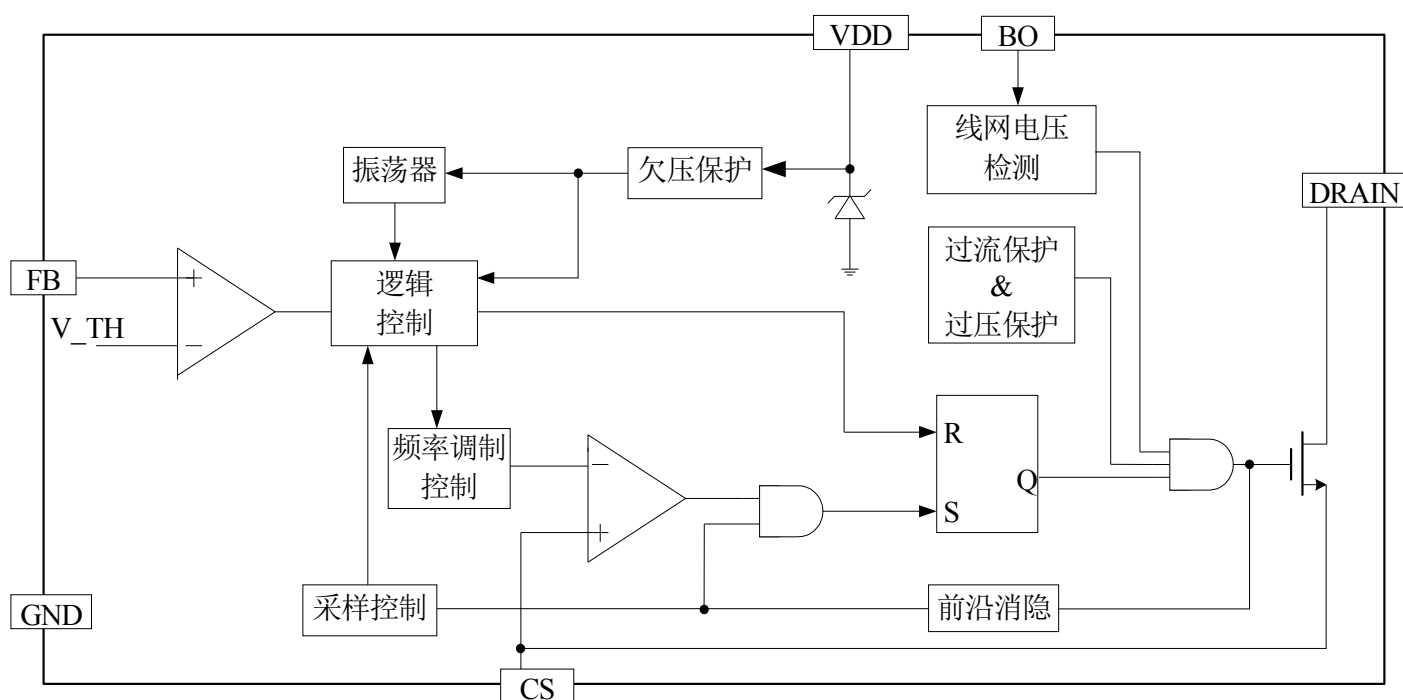 VDD
BO
线网电压
检测
振荡器
欠压保护
DRAIN
过流保护
&
过压保护
FB
+
V_TH
−
逻辑
控制
频率调制
控制
−
+
R
S
Q
采样控制
前沿消隐
GND
CS